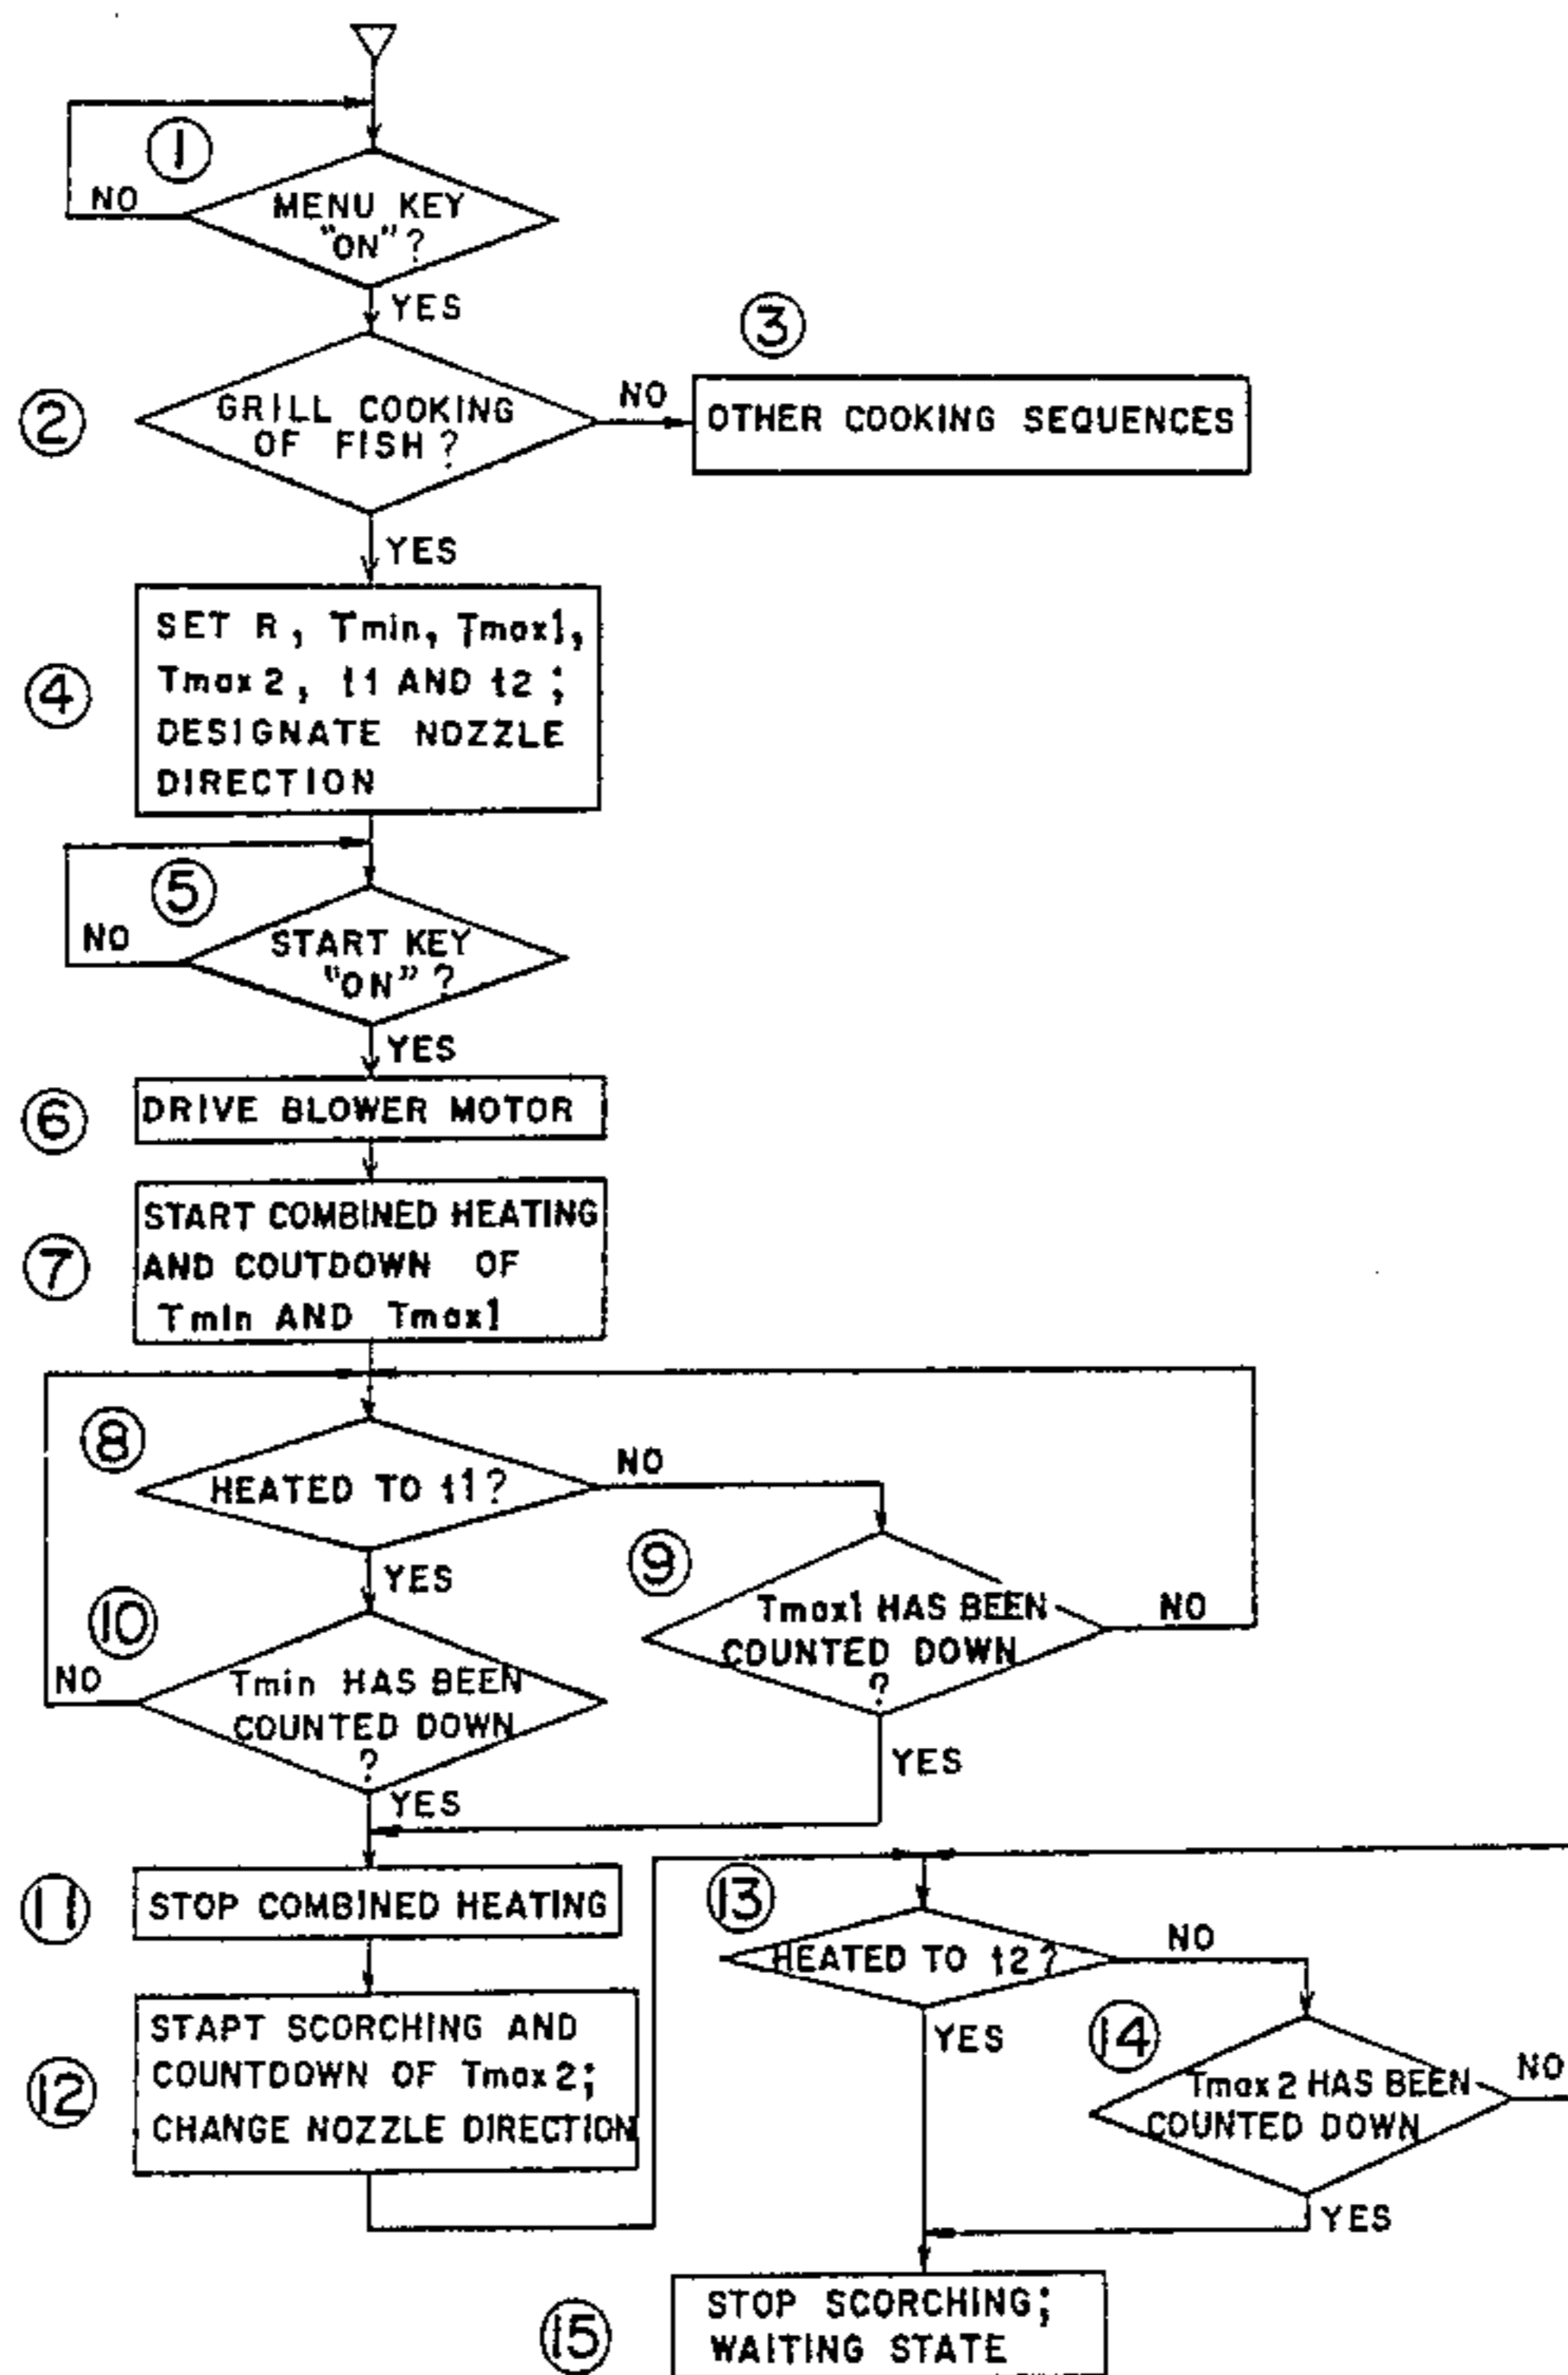 ①
NO
MENU KEY
"ON"?
YES
②
GRILL COOKING
OF FISH?
NO
③
OTHER COOKING SEQUENCES
YES
④
SET R, Tmin, Tmax1,
Tmax2, t1 AND t2;
DESIGNATE NOZZLE
DIRECTION
⑤
NO
START KEY
"ON"?
YES
⑥
DRIVE BLOWER MOTOR
⑦
START COMBINED HEATING
AND COUTDOWN OF
Tmin AND Tmax1
⑧
HEATED TO t1?
NO
YES
⑨
Tmax1 HAS BEEN
COUNTED DOWN
?
NO
YES
⑩
NO
Tmin HAS BEEN
COUNTED DOWN
?
YES
⑪
STOP COMBINED HEATING
⑫
STAPT SCORCHING AND
COUNTDOWN OF Tmax2;
CHANGE NOZZLE DIRECTION
⑬
HEATED TO t2?
NO
YES
⑭
Tmax2 HAS BEEN
COUNTED DOWN
NO
YES
⑮
STOP SCORCHING;
WAITING STATE